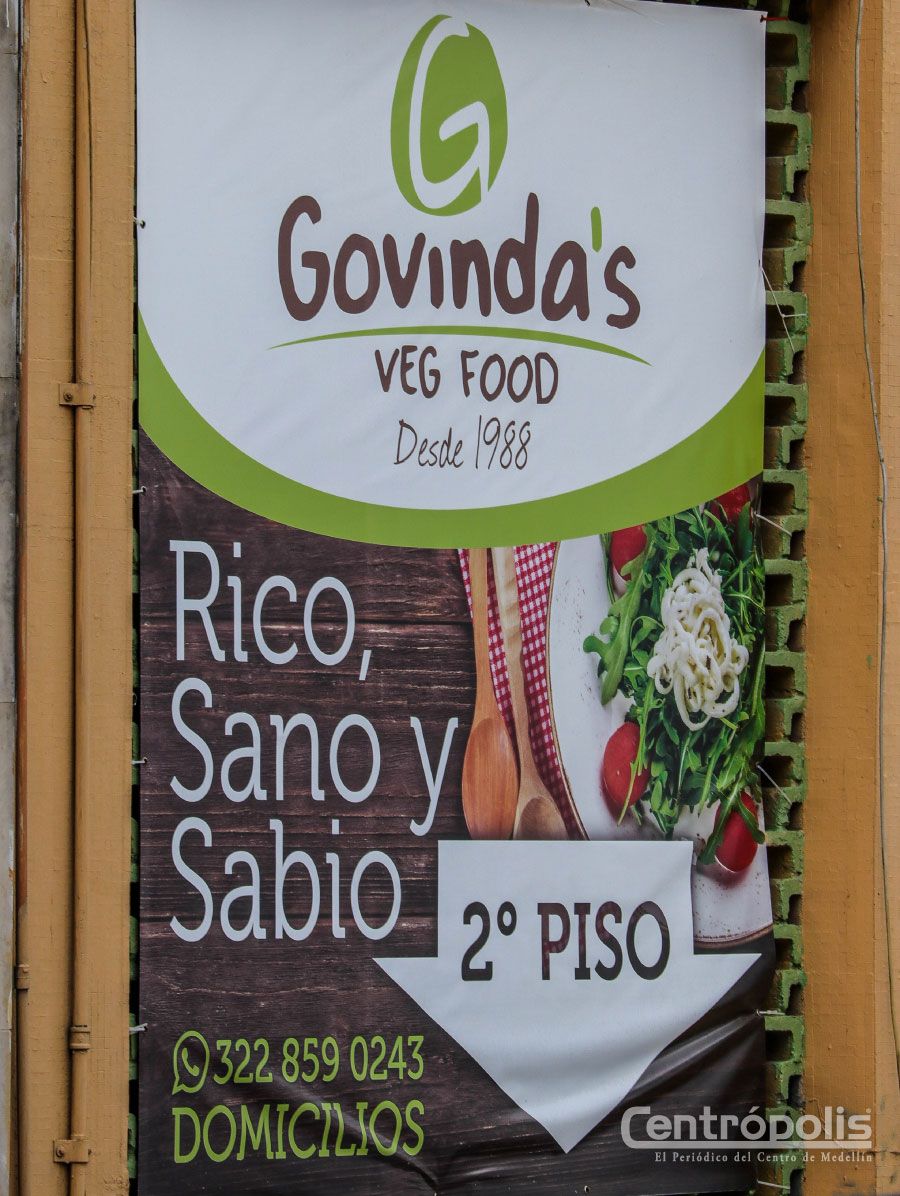 G
Govinda's
VEG FOOD
Desde 1988
Rico,
Sano y
Sabio
2° PISO
322 859 0243
DOMICILIOS
Centrópolis
El Periódico del Centro de Medellín